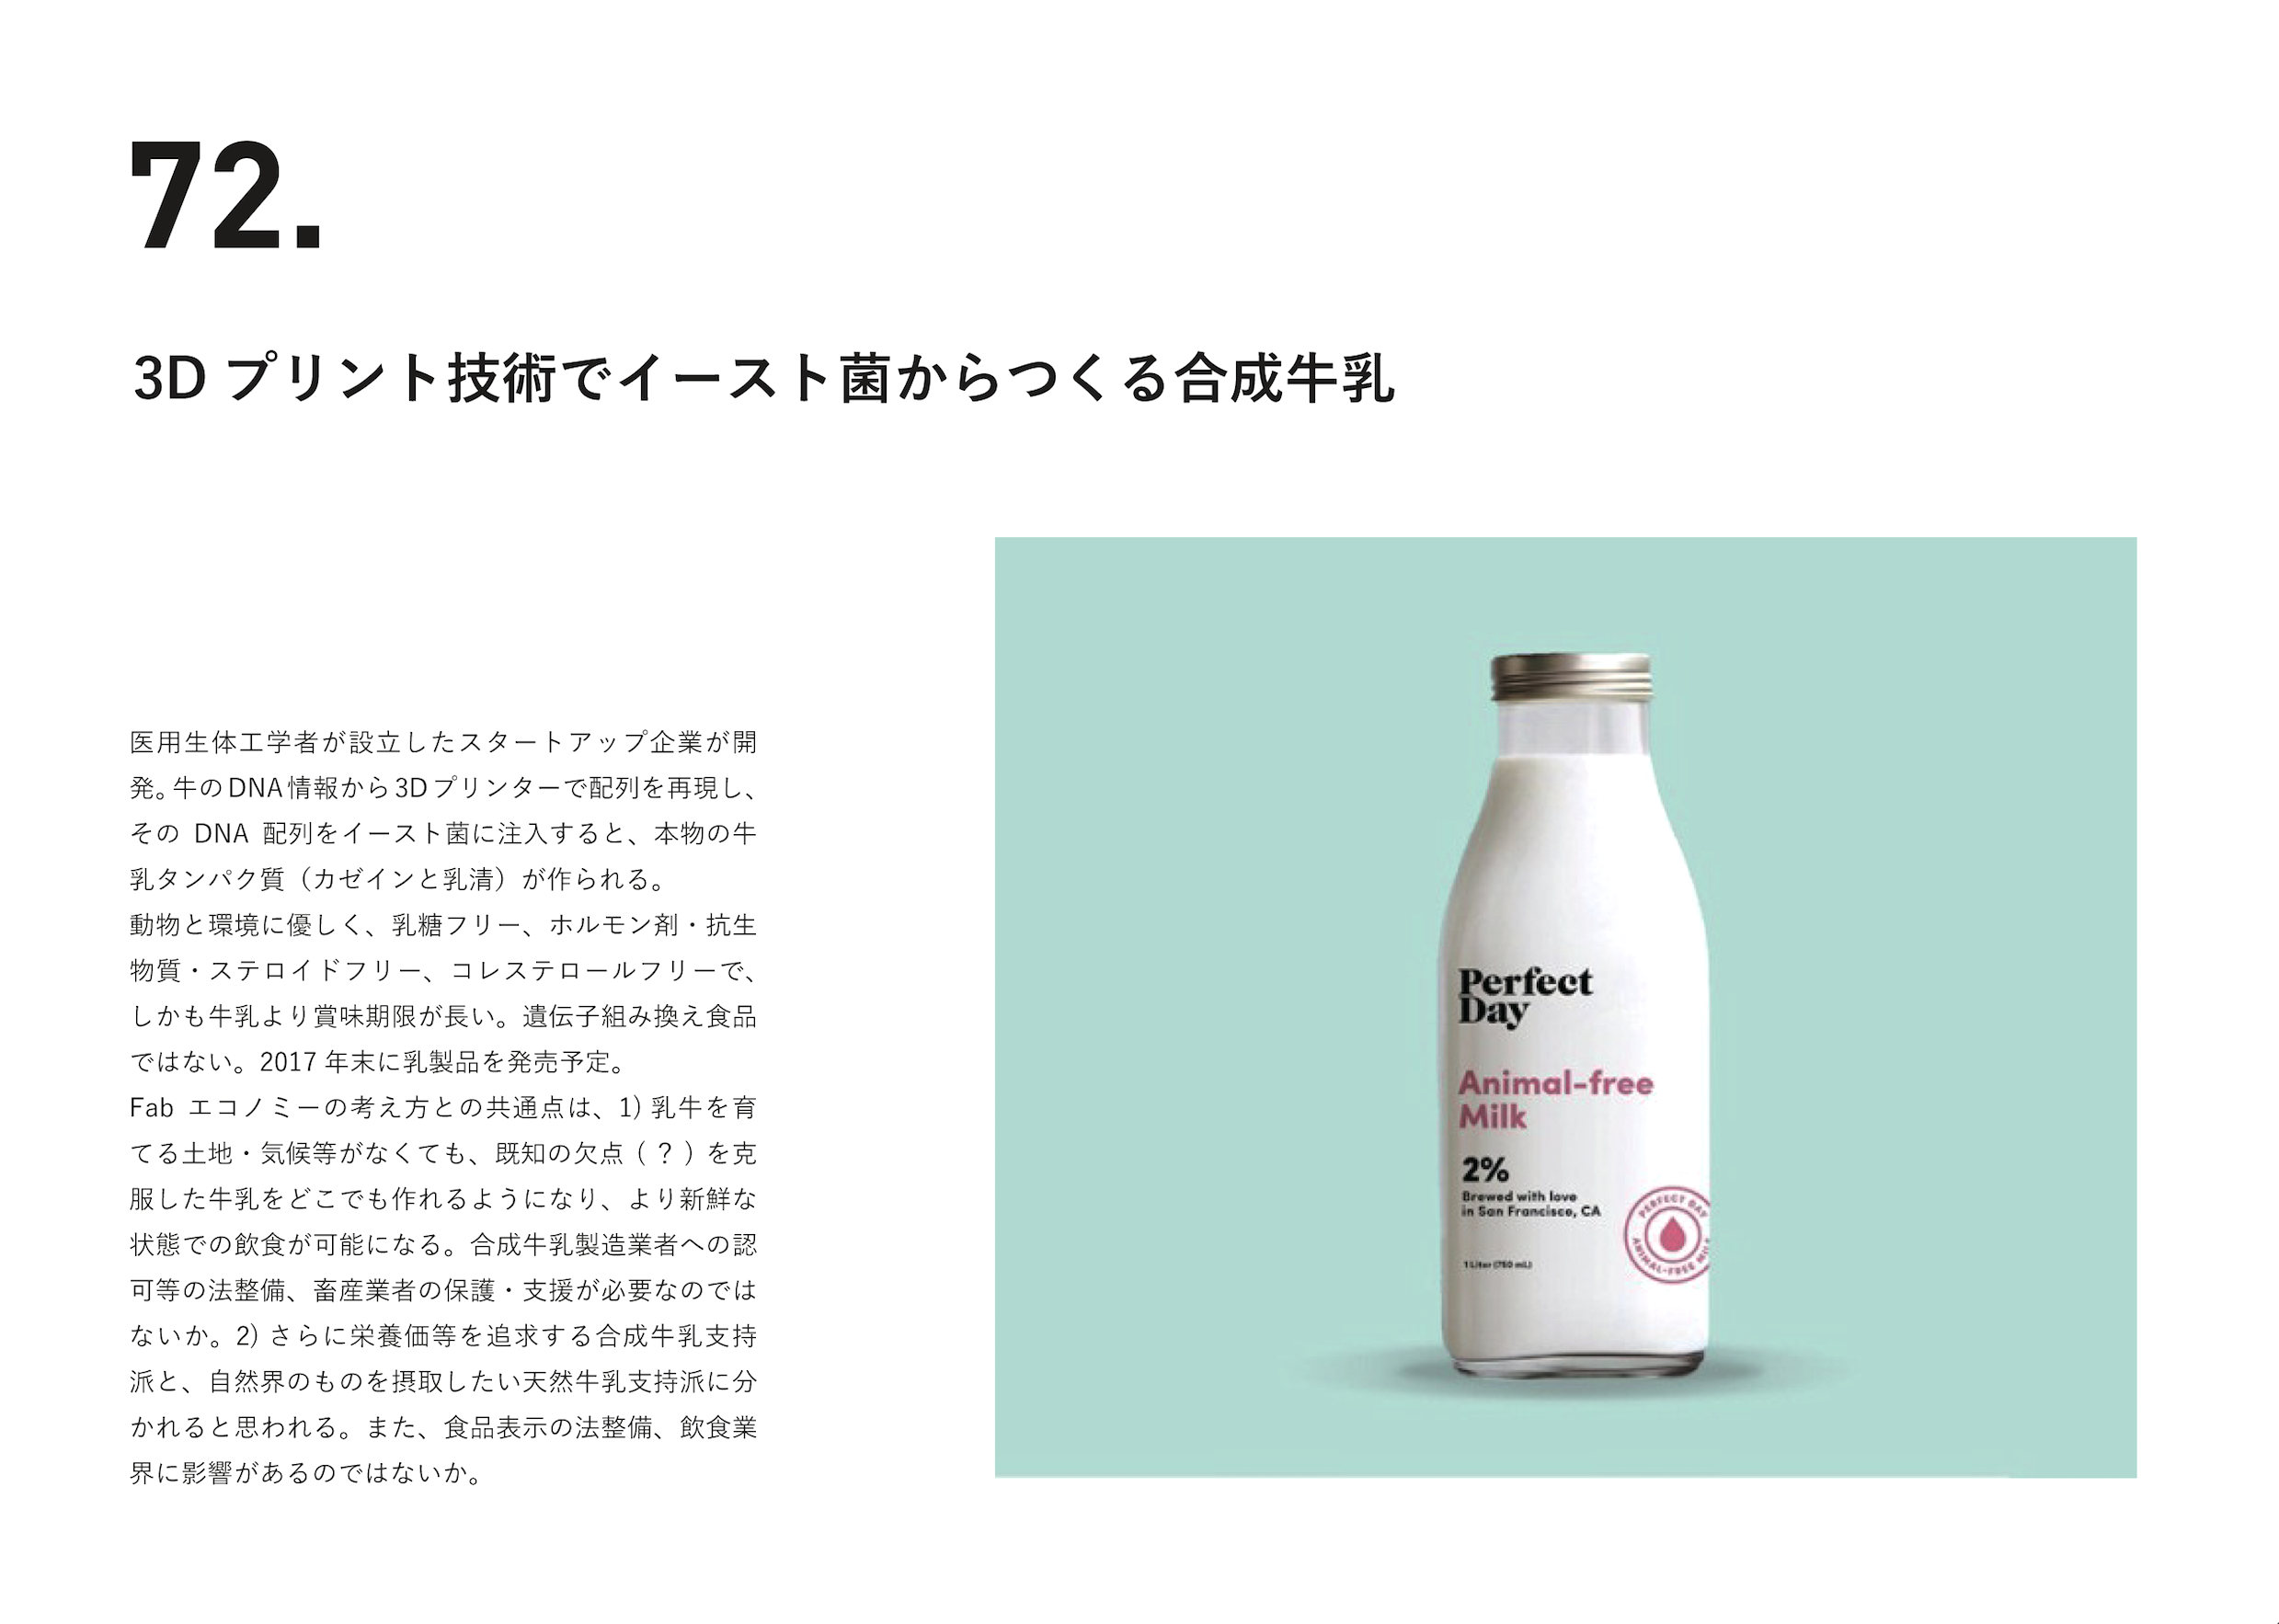 72.
3D プリント技術でイースト菌からつくる合成牛乳
医用生体工学者が設立したスタートアップ企業が開
発。牛のDNA情報から3Dプリンターで配列を再現し、
その DNA 配列をイースト菌に注入すると、本物の牛
乳タンパク質（カゼインと乳清）が作られる。
動物と環境に優しく、乳糖フリー、ホルモン剤・抗生
物質・ステロイドフリー、コレステロールフリーで、
しかも牛乳より賞味期限が長い。遺伝子組み換え食品
ではない。2017 年末に乳製品を発売予定。
Fab エコノミーの考え方との共通点は、1) 乳牛を育
てる土地・気候等がなくても、既知の欠点（？）を克
服した牛乳をどこでも作れるようになり、より新鮮な
状態での飲食が可能になる。合成牛乳製造業者への認
可等の法整備、畜産業者の保護・支援が必要なのでは
ないか。2) さらに栄養価等を追求する合成牛乳支持
派と、自然界のものを摂取したい天然牛乳支持派に分
かれると思われる。また、食品表示の法整備、飲食業
界に影響があるのではないか。
Perfect
Day
Animal-free
Milk
2%
Brewed with love
in San Francisco, CA
1 Liter (750 mL)
PERFECT DAY
ANIMAL-FREE MILK